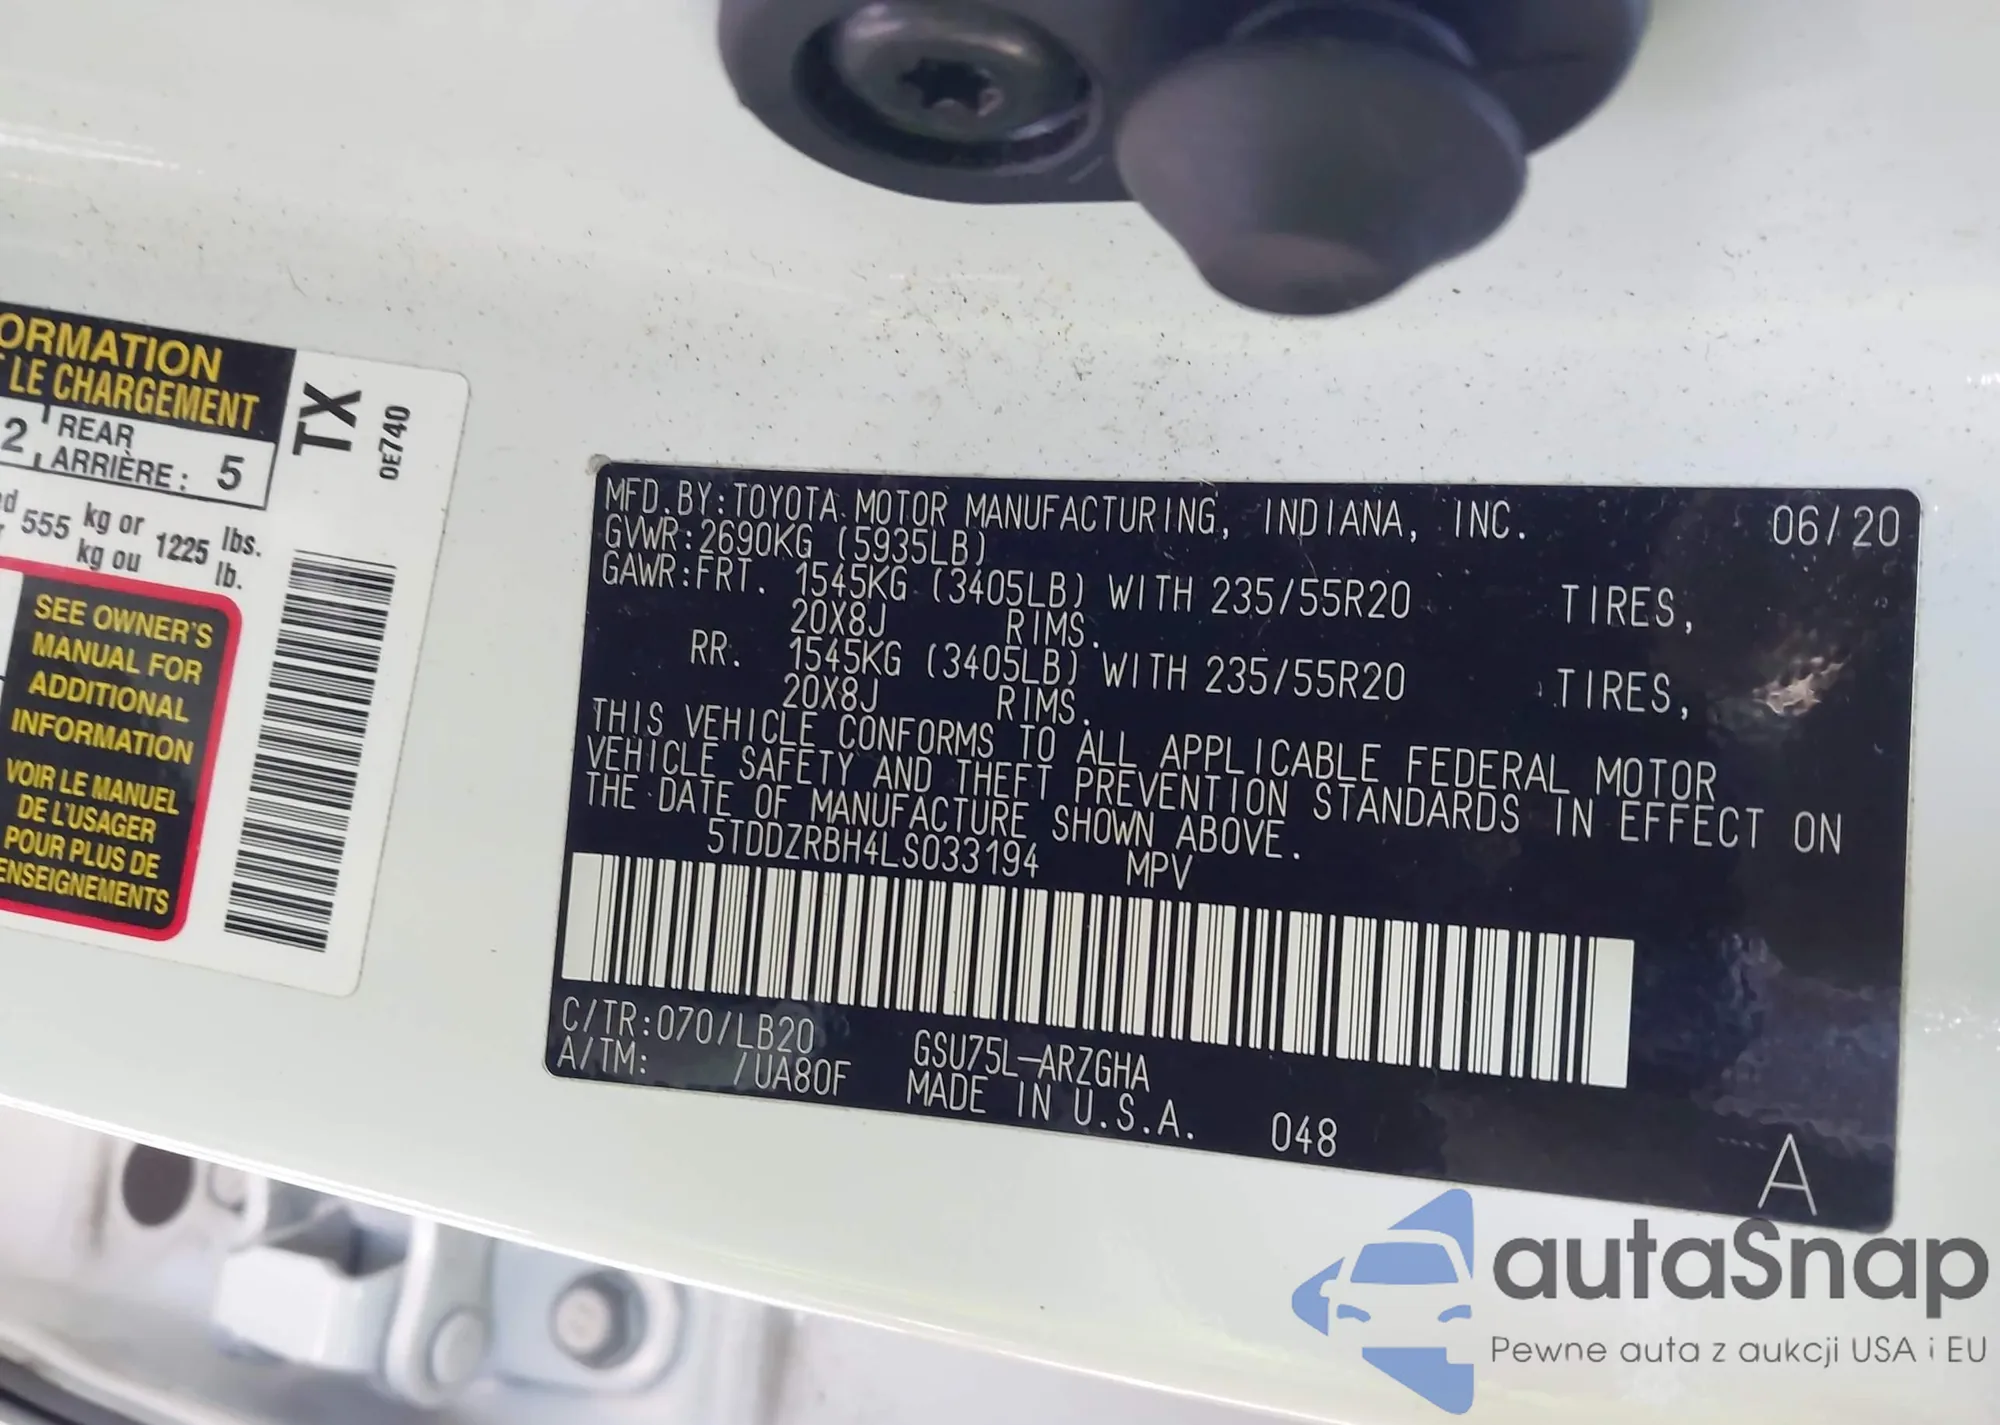 ORMATION
LE CHARGEMENT
2 REAR
ARRIÈRE : 5
555 kg or 1225 lbs.
kg ou lb.
SEE OWNER'S
MANUAL FOR
ADDITIONAL
INFORMATION
VOIR LE MANUEL
DE L'USAGER
POUR PLUS DE
ENSEIGNEMENTS
TX
0E740
MFD.BY:TOYOTA MOTOR MANUFACTURING, INDIANA, INC. 06/20
GVWR:2690KG (5935LB)
GAWR:FRT. 1545KG (3405LB) WITH 235/55R20 TIRES,
20X8J RIMS.
RR. 1545KG (3405LB) WITH 235/55R20 TIRES,
20X8J RIMS.
THIS VEHICLE CONFORMS TO ALL APPLICABLE FEDERAL MOTOR
VEHICLE SAFETY AND THEFT PREVENTION STANDARDS IN EFFECT ON
THE DATE OF MANUFACTURE SHOWN ABOVE.
5TDDZRBH4LS033194 MPV
C/TR:070/LB20 GSU75L-ARZGHA
A/TM: /UA80F MADE IN U.S.A. 048
A
autaSnap
Pewne auta z aukcji USA i EU